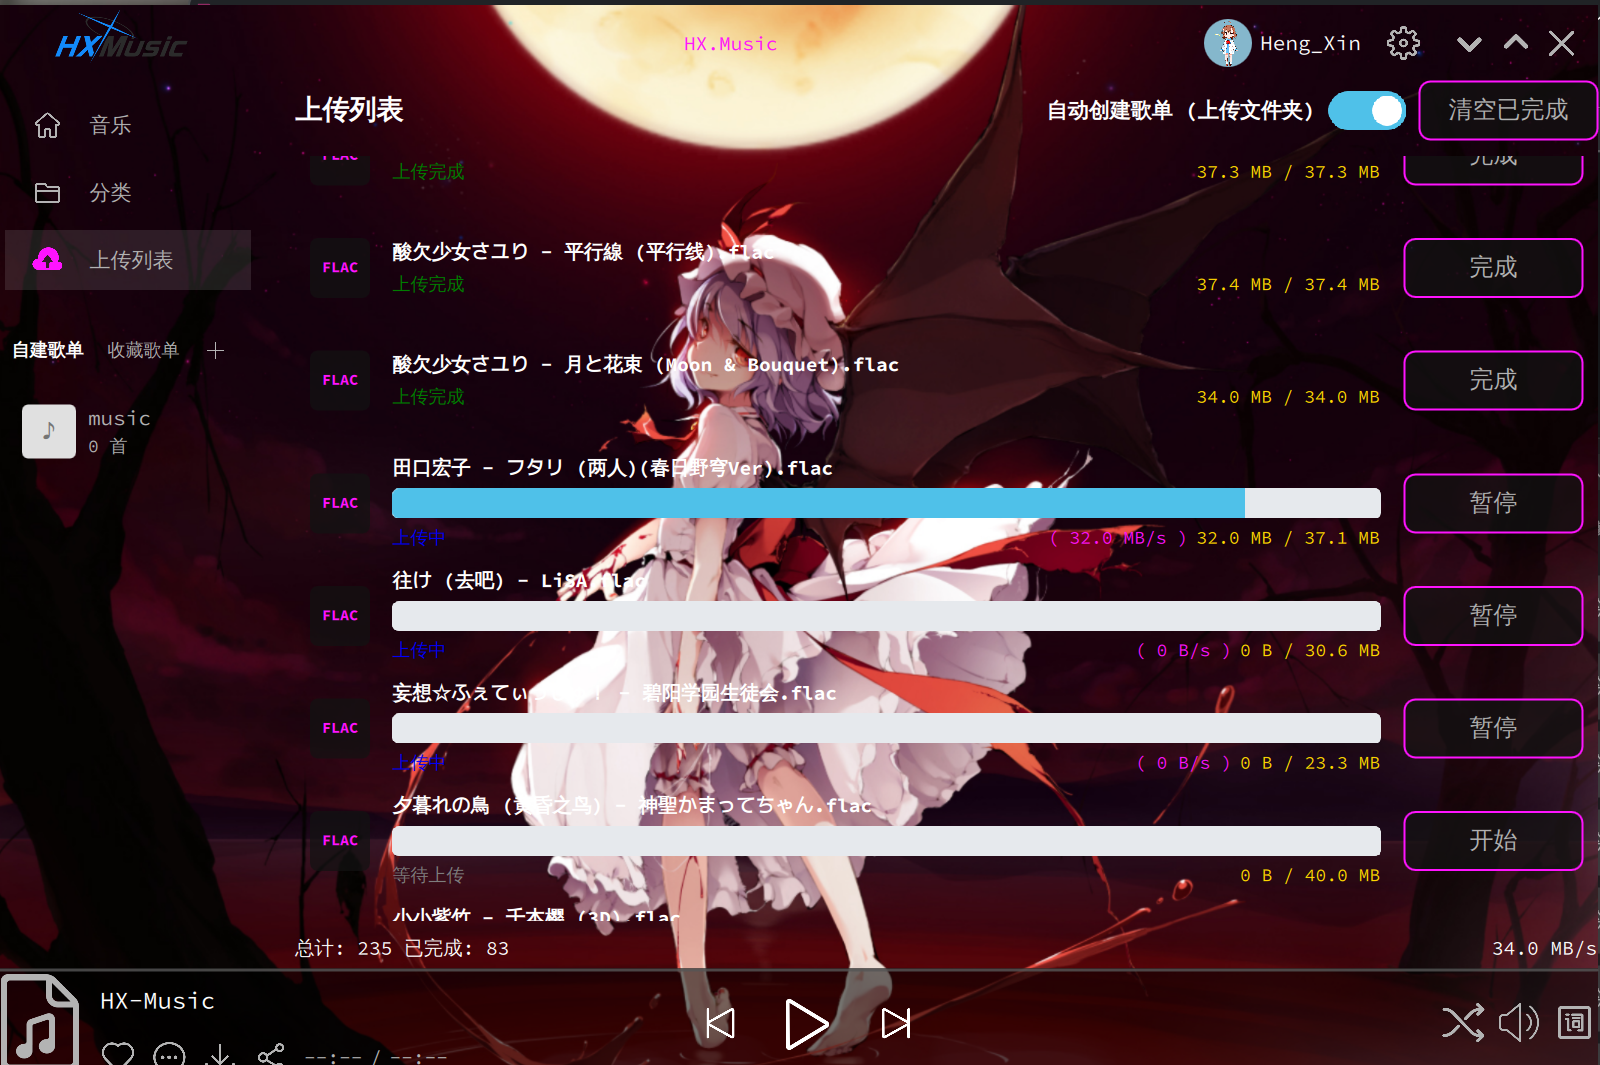 HXMusic
HX.Music
Heng_Xin
音乐
分类
上传列表
自建歌单 收藏歌单
music
0 首
上传列表
自动创建歌单 (上传文件夹)
清空已完成
FLAC
上传完成
37.3 MB / 37.3 MB
完成
FLAC
酸欠少女さユり - 平行線 (平行线).flac
上传完成
37.4 MB / 37.4 MB
完成
FLAC
酸欠少女さユり - 月と花束 (Moon & Bouquet).flac
上传完成
34.0 MB / 34.0 MB
完成
FLAC
田口宏子 - フタリ (两人)(春日野穹Ver).flac
上传中
( 32.0 MB/s ) 32.0 MB / 37.1 MB
暂停
FLAC
往け (去吧) - LiSA.flac
上传中
( 0 B/s ) 0 B / 30.6 MB
暂停
FLAC
妄想☆ふぇてぃ - 碧阳学园生徒会.flac
上传中
( 0 B/s ) 0 B / 23.3 MB
暂停
FLAC
夕暮れの鳥 (黄昏之鸟) - 神聖かまってちゃん.flac
等待上传
0 B / 40.0 MB
开始
小小紫竹 - 千本樱 (3D).flac
总计: 235 已完成: 83
34.0 MB/s
HX-Music
--:-- / --:--
词